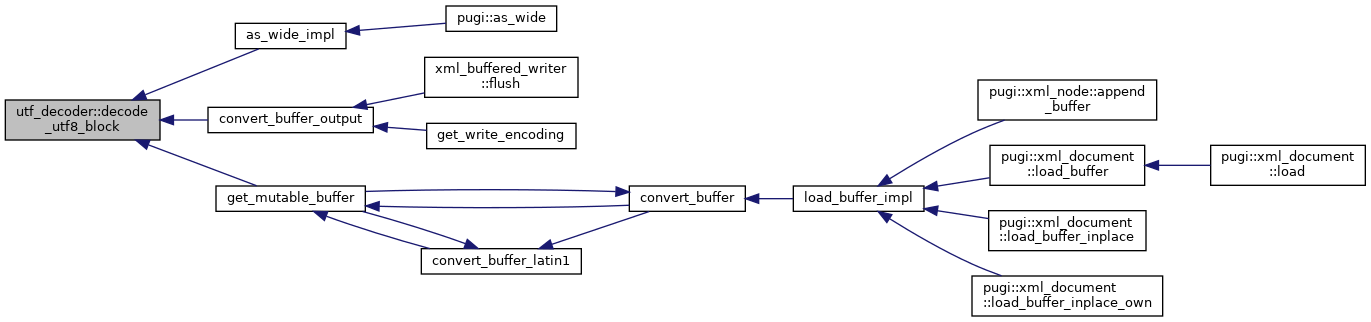 utf_decoder::decode
_utf8_block
as_wide_impl
pugi::as_wide
convert_buffer_output
xml_buffered_writer
::flush
get_write_encoding
get_mutable_buffer
convert_buffer
convert_buffer_latin1
load_buffer_impl
pugi::xml_node::append
_buffer
pugi::xml_document
::load_buffer
pugi::xml_document
::load
pugi::xml_document
::load_buffer_inplace
pugi::xml_document
::load_buffer_inplace_own